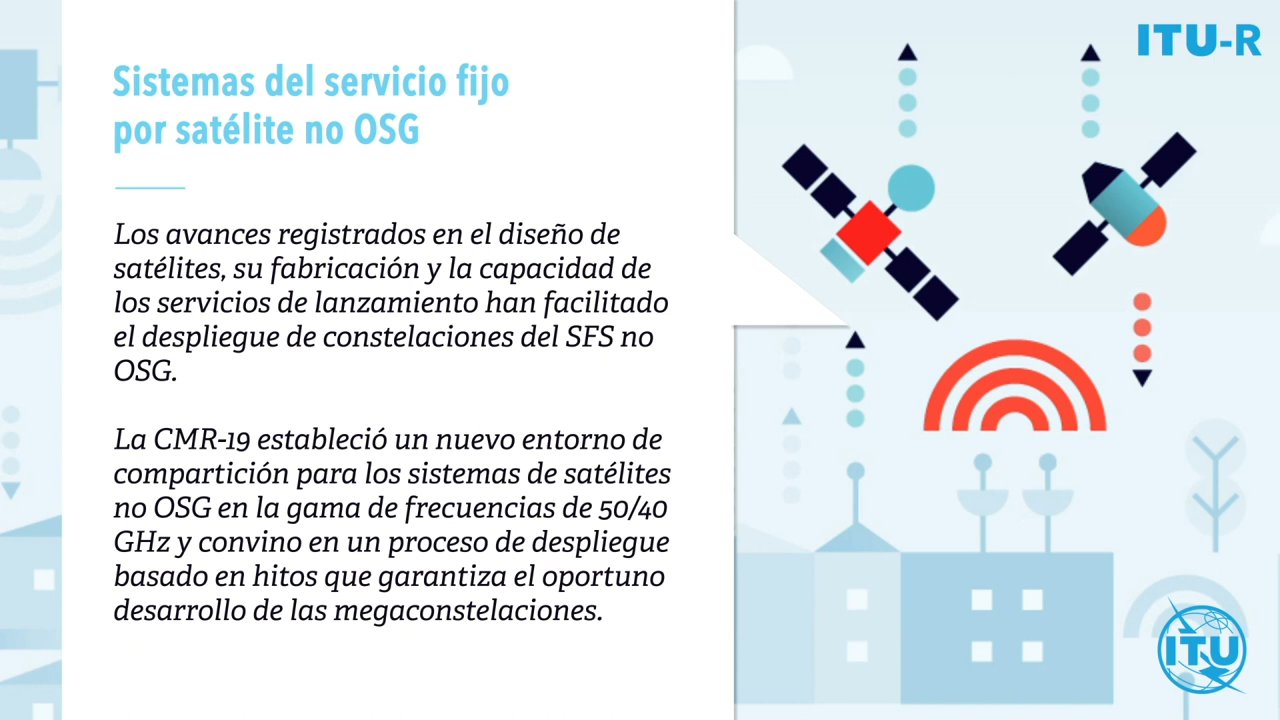 ITU-R
Sistemas del servicio fijo
por satélite no OSG
Los avances registrados en el diseño de
satélites, su fabricación y la capacidad de
los servicios de lanzamiento han facilitado
el despliegue de constelaciones del SFS no
OSG.
La CMR-19 estableció un nuevo entorno de
compartición para los sistemas de satélites
no OSG en la gama de frecuencias de 50/40
GHz y convino en un proceso de despliegue
basado en hitos que garantiza el oportuno
desarrollo de las megaconstelaciones.
ITU